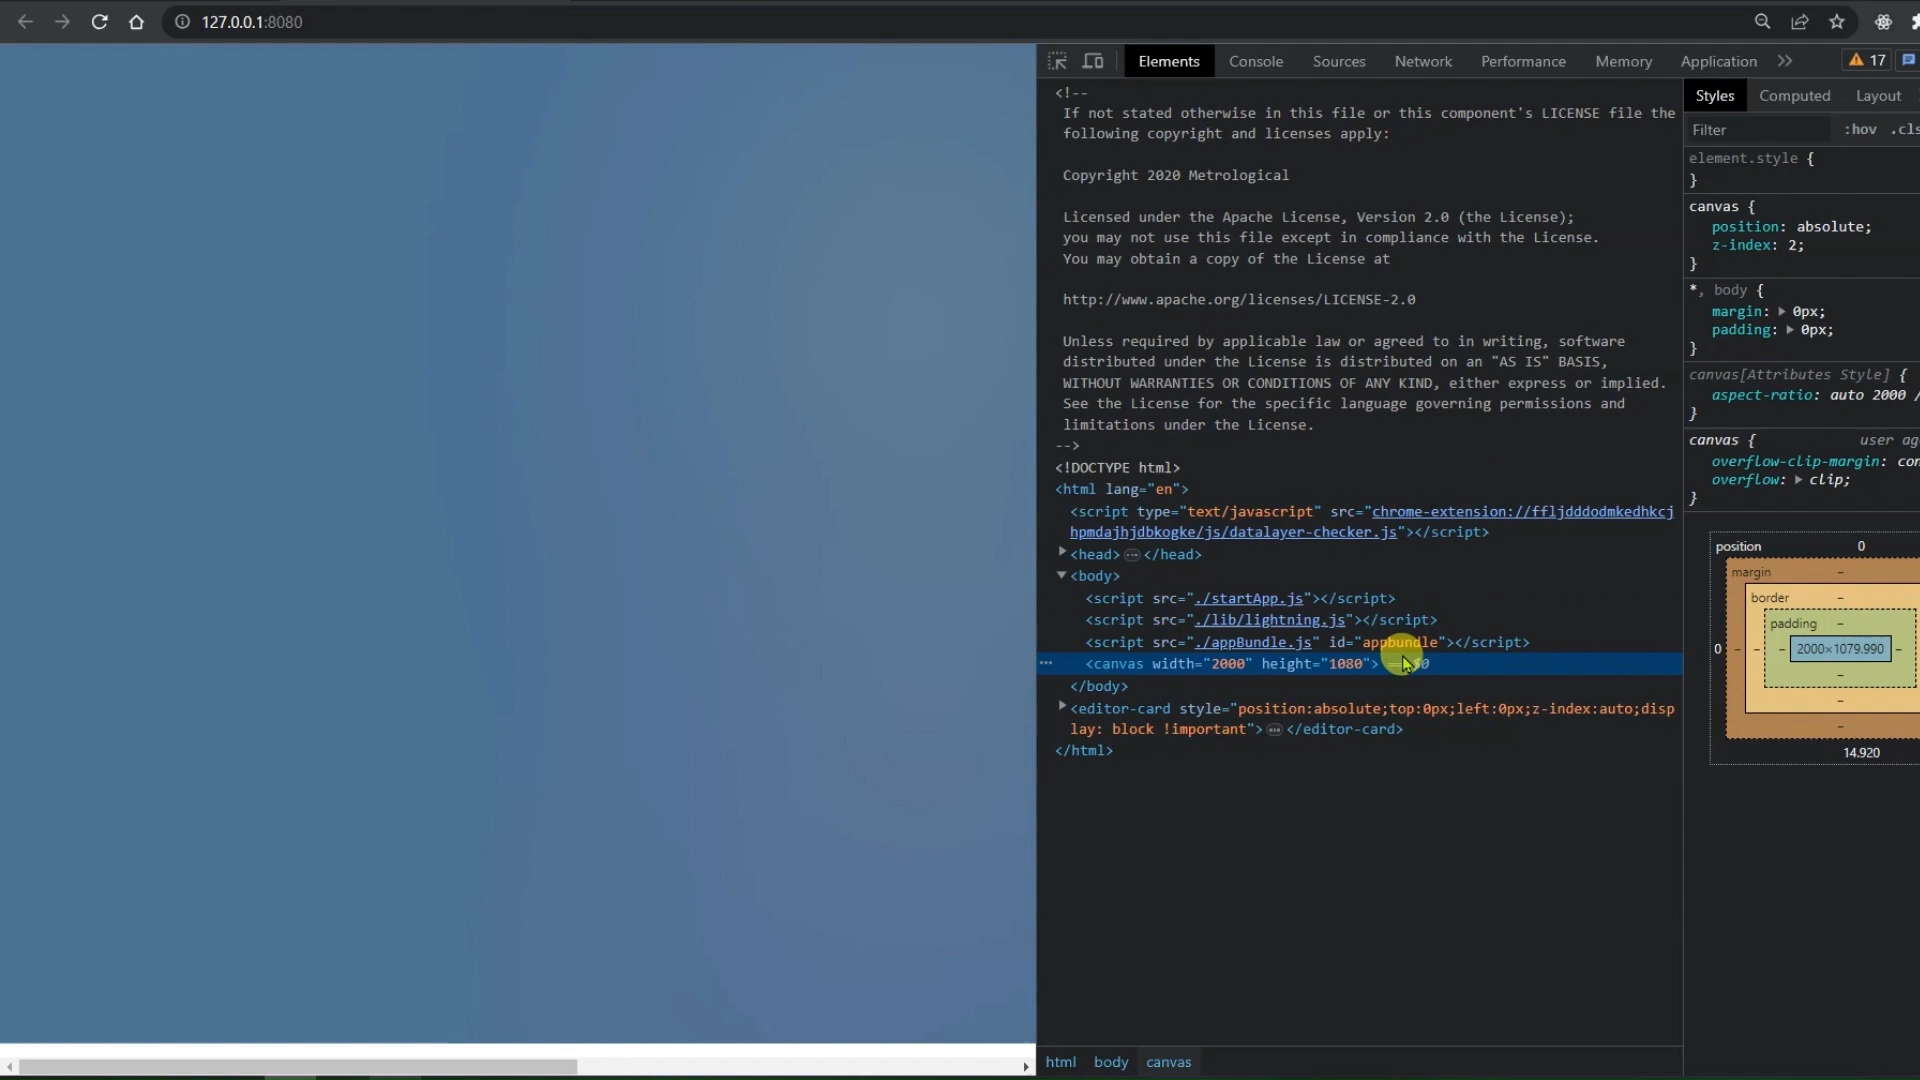 127.0.0.1:8080
Elements Console Sources Network Performance Memory Application 17
<!--
If not stated otherwise in this file or this component's LICENSE file the
following copyright and licenses apply:
Copyright 2020 Metrological
Licensed under the Apache License, Version 2.0 (the License);
you may not use this file except in compliance with the License.
You may obtain a copy of the License at
http://www.apache.org/licenses/LICENSE-2.0
Unless required by applicable law or agreed to in writing, software
distributed under the License is distributed on an "AS IS" BASIS,
WITHOUT WARRANTIES OR CONDITIONS OF ANY KIND, either express or implied.
See the License for the specific language governing permissions and
limitations under the License.
-->
<!DOCTYPE html>
<html lang="en">
<script type="text/javascript" src="chrome-extension://ffljdddodmkedhkcj
hpmdajhjdbkogke/js/datalayer-checker.js"></script>
<head>…</head>
<body>
<script src="./startApp.js"></script>
<script src="./lib/lightning.js"></script>
<script src="./appBundle.js" id="appbundle"></script>
<canvas width="2000" height="1080">
</body>
<editor-card style="position:absolute;top:0px;left:0px;z-index:auto;disp
lay: block !important">…</editor-card>
</html>
html body canvas
Styles Computed Layout
Filter :hov .cls
element.style {
}
canvas {
position: absolute;
z-index: 2;
}
*, body {
margin: 0px;
padding: 0px;
}
canvas[Attributes Style] {
aspect-ratio: auto 2000 /
}
canvas { user ag
overflow-clip-margin: con
overflow: clip;
}
position 0
margin –
border –
padding –
0 – – – 2000×1079.990 –
–
–
–
14.920